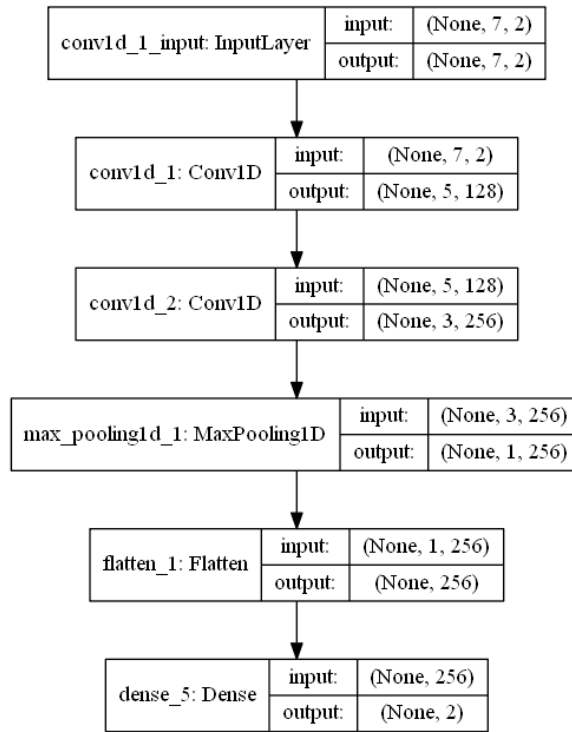 conv1d_1_input: InputLayer
input: (None, 7, 2)
output: (None, 7, 2)
conv1d_1: Conv1D
input: (None, 7, 2)
output: (None, 5, 128)
conv1d_2: Conv1D
input: (None, 5, 128)
output: (None, 3, 256)
max_pooling1d_1: MaxPooling1D
input: (None, 3, 256)
output: (None, 1, 256)
flatten_1: Flatten
input: (None, 1, 256)
output: (None, 256)
dense_5: Dense
input: (None, 256)
output: (None, 2)